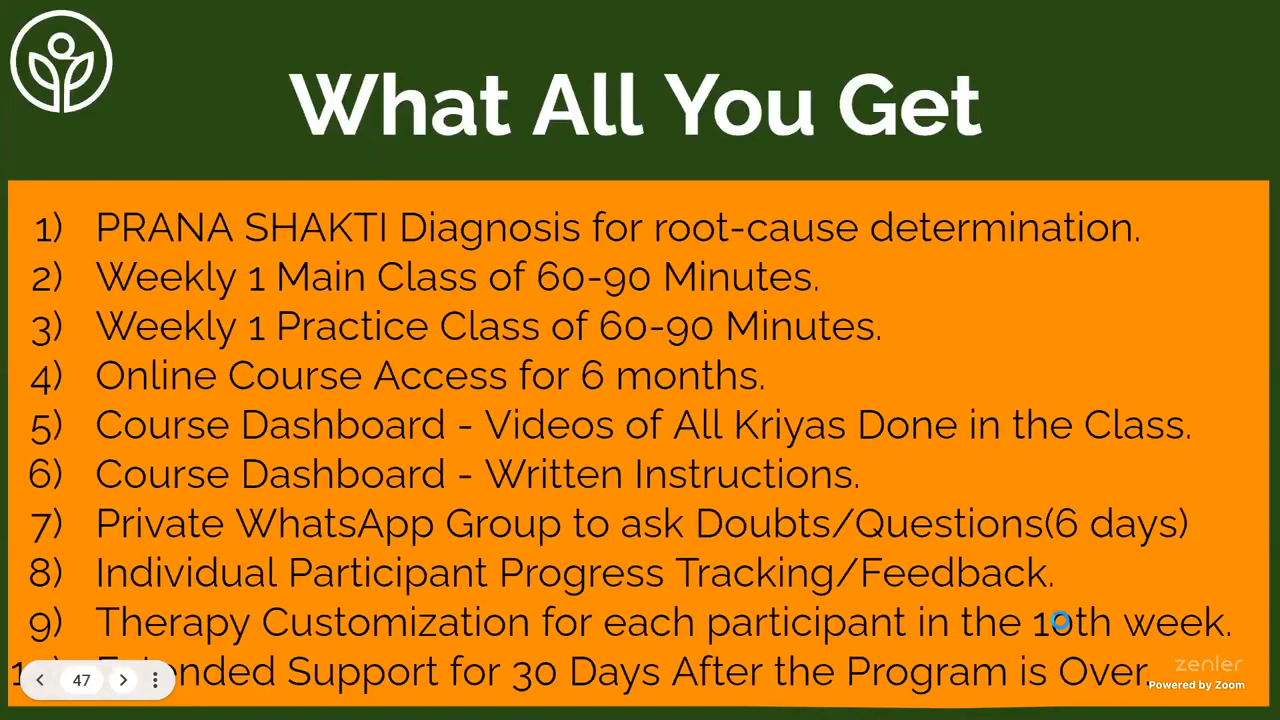 What All You Get
1) PRANA SHAKTI Diagnosis for root-cause determination.
2) Weekly 1 Main Class of 60-90 Minutes.
3) Weekly 1 Practice Class of 60-90 Minutes.
4) Online Course Access for 6 months.
5) Course Dashboard - Videos of All Kriyas Done in the Class.
6) Course Dashboard - Written Instructions.
7) Private WhatsApp Group to ask Doubts/Questions(6 days)
8) Individual Participant Progress Tracking/Feedback.
9) Therapy Customization for each participant in the 10th week.
Support for 30 Days After the Program is Over.
47
zenler
Powered by Zoom